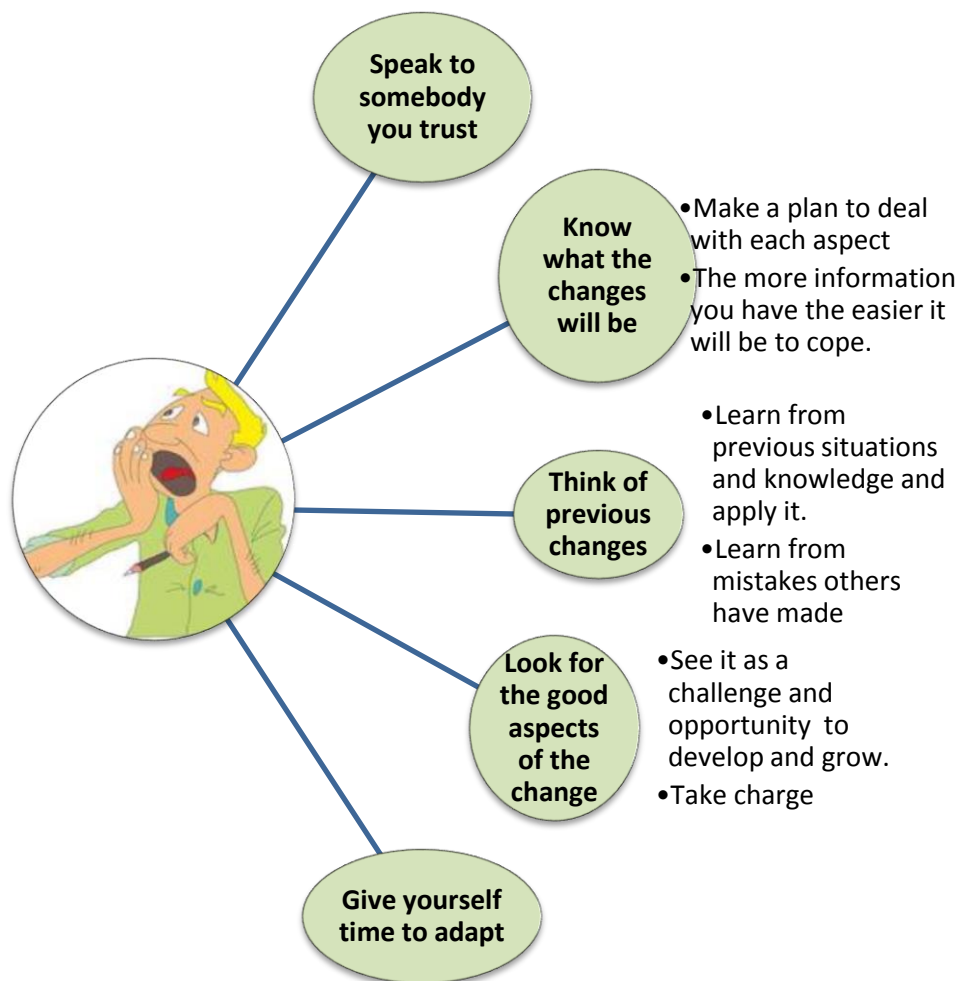 Speak to
somebody
you trust
Know
what the
changes
will be
•Make a plan to deal
with each aspect
•The more information
you have the easier it
will be to cope.
Think of
previous
changes
•Learn from
previous situations
and knowledge and
apply it.
•Learn from
mistakes others
have made
Look for
the good
aspects
of the
change
•See it as a
challenge and
opportunity to
develop and grow.
•Take charge
Give yourself
time to adapt